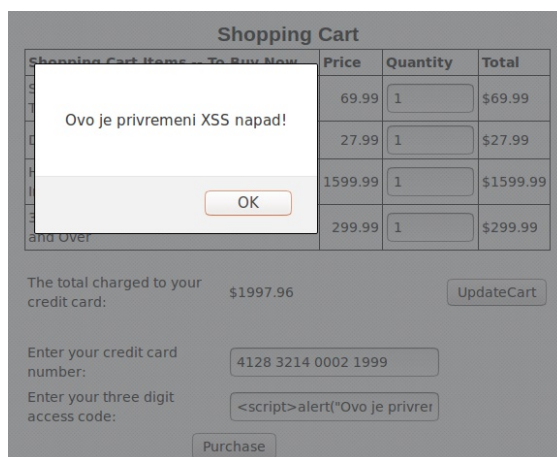 Shopping Cart
Shopping Cart Items -- To Buy Now Price Quantity Total
69.99 1 $69.99
27.99 1 $27.99
1599.99 1 $1599.99
299.99 1 $299.99
and Over
Ovo je privremeni XSS napad!
OK
The total charged to your
credit card:
$1997.96
UpdateCart
Enter your credit card
number:
4128 3214 0002 1999
Enter your three digit
access code:
<script>alert("Ovo je privrer
Purchase